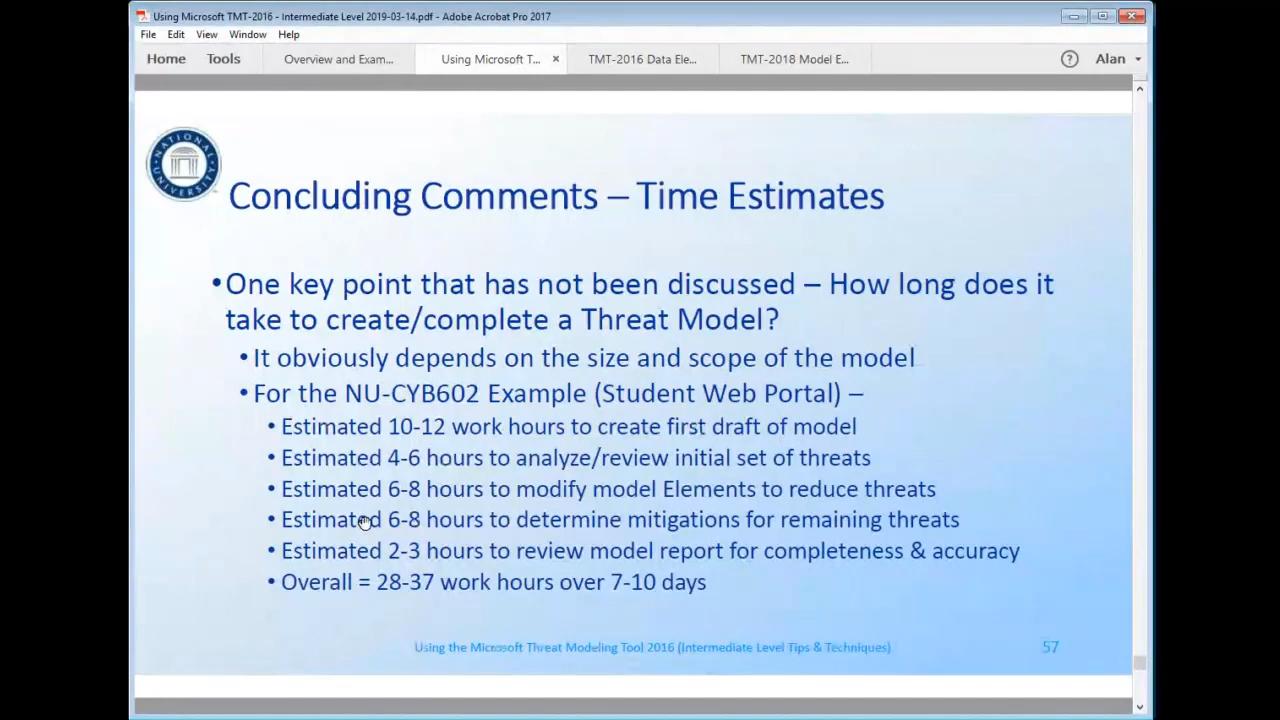 Using Microsoft TMT-2016 - Intermediate Level 2019-03-14.pdf - Adobe Acrobat Pro 2017
File Edit View Window Help
Home Tools Overview and Exam... Using Microsoft T... × TMT-2016 Data Ele... TMT-2018 Model E... ? Alan
NATIONAL UNIVERSITY
Concluding Comments – Time Estimates
•One key point that has not been discussed – How long does it
take to create/complete a Threat Model?
•It obviously depends on the size and scope of the model
•For the NU-CYB602 Example (Student Web Portal) –
•Estimated 10-12 work hours to create first draft of model
•Estimated 4-6 hours to analyze/review initial set of threats
•Estimated 6-8 hours to modify model Elements to reduce threats
•Estimated 6-8 hours to determine mitigations for remaining threats
•Estimated 2-3 hours to review model report for completeness & accuracy
•Overall = 28-37 work hours over 7-10 days
Using the Microsoft Threat Modeling Tool 2016 (Intermediate Level Tips & Techniques) 57